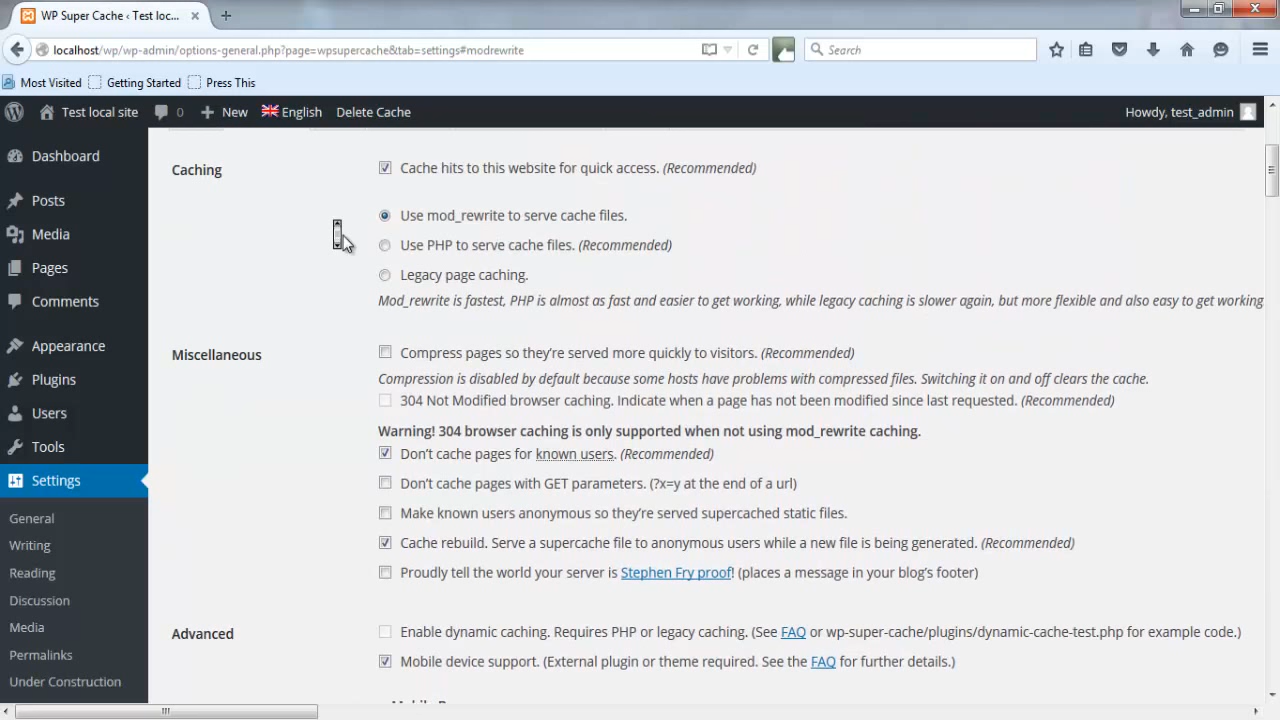 WP Super Cache ‹ Test loc...
localhost/wp/wp-admin/options-general.php?page=wpsupercache&tab=settings#modrewrite
Search
Most Visited
Getting Started
Press This
Test local site
0
New
English
Delete Cache
Howdy, test_admin
Dashboard
Posts
Media
Pages
Comments
Appearance
Plugins
Users
Tools
Settings
General
Writing
Reading
Discussion
Media
Permalinks
Under Construction
Caching
Cache hits to this website for quick access. (Recommended)
Use mod_rewrite to serve cache files.
Use PHP to serve cache files. (Recommended)
Legacy page caching.
Mod_rewrite is fastest, PHP is almost as fast and easier to get working, while legacy caching is slower again, but more flexible and also easy to get working
Miscellaneous
Compress pages so they're served more quickly to visitors. (Recommended)
Compression is disabled by default because some hosts have problems with compressed files. Switching it on and off clears the cache.
304 Not Modified browser caching. Indicate when a page has not been modified since last requested. (Recommended)
Warning! 304 browser caching is only supported when not using mod_rewrite caching.
Don't cache pages for known users. (Recommended)
Don't cache pages with GET parameters. (?x=y at the end of a url)
Make known users anonymous so they're served supercached static files.
Cache rebuild. Serve a supercache file to anonymous users while a new file is being generated. (Recommended)
Proudly tell the world your server is Stephen Fry proof! (places a message in your blog's footer)
Advanced
Enable dynamic caching. Requires PHP or legacy caching. (See FAQ or wp-super-cache/plugins/dynamic-cache-test.php for example code.)
Mobile device support. (External plugin or theme required. See the FAQ for further details.)